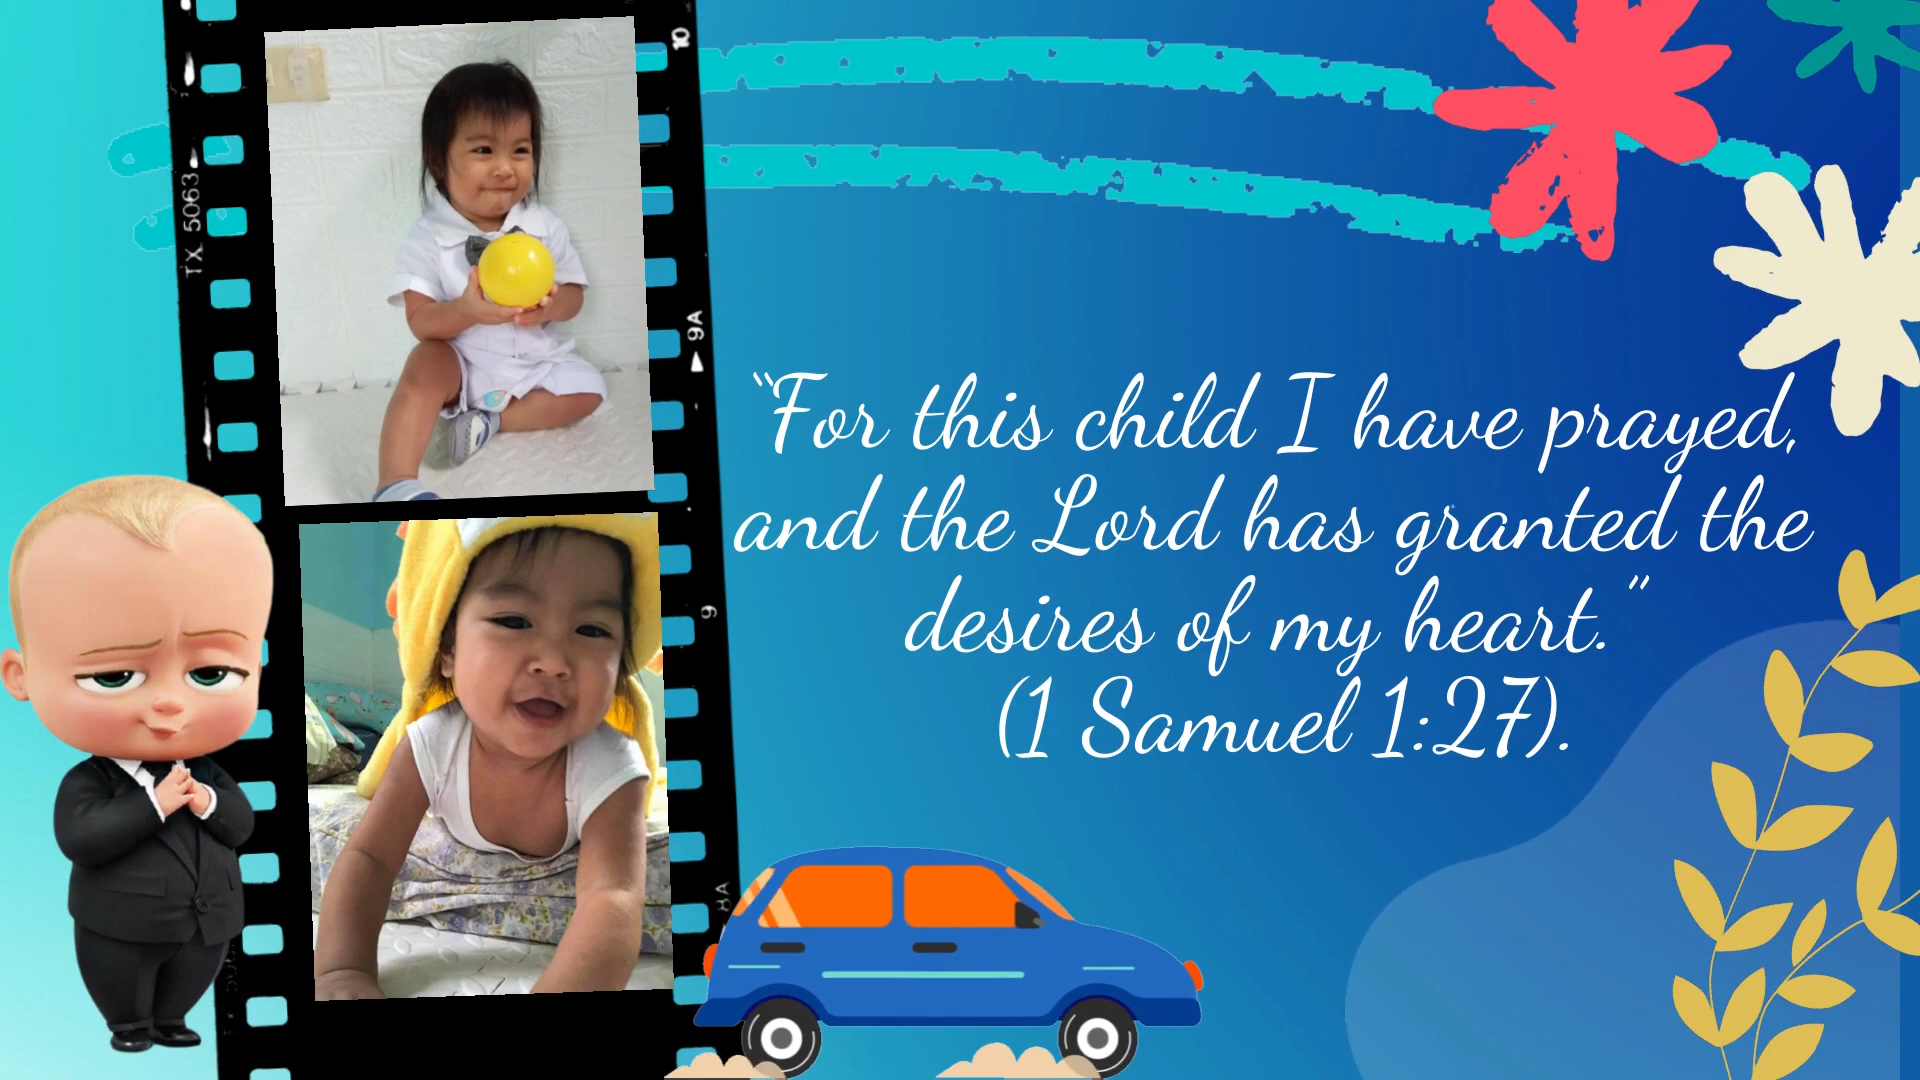 “For this child I have prayed,
and the Lord has granted the
desires of my heart.”
(1 Samuel 1:27).
TX 5063
10
9A
9
8A